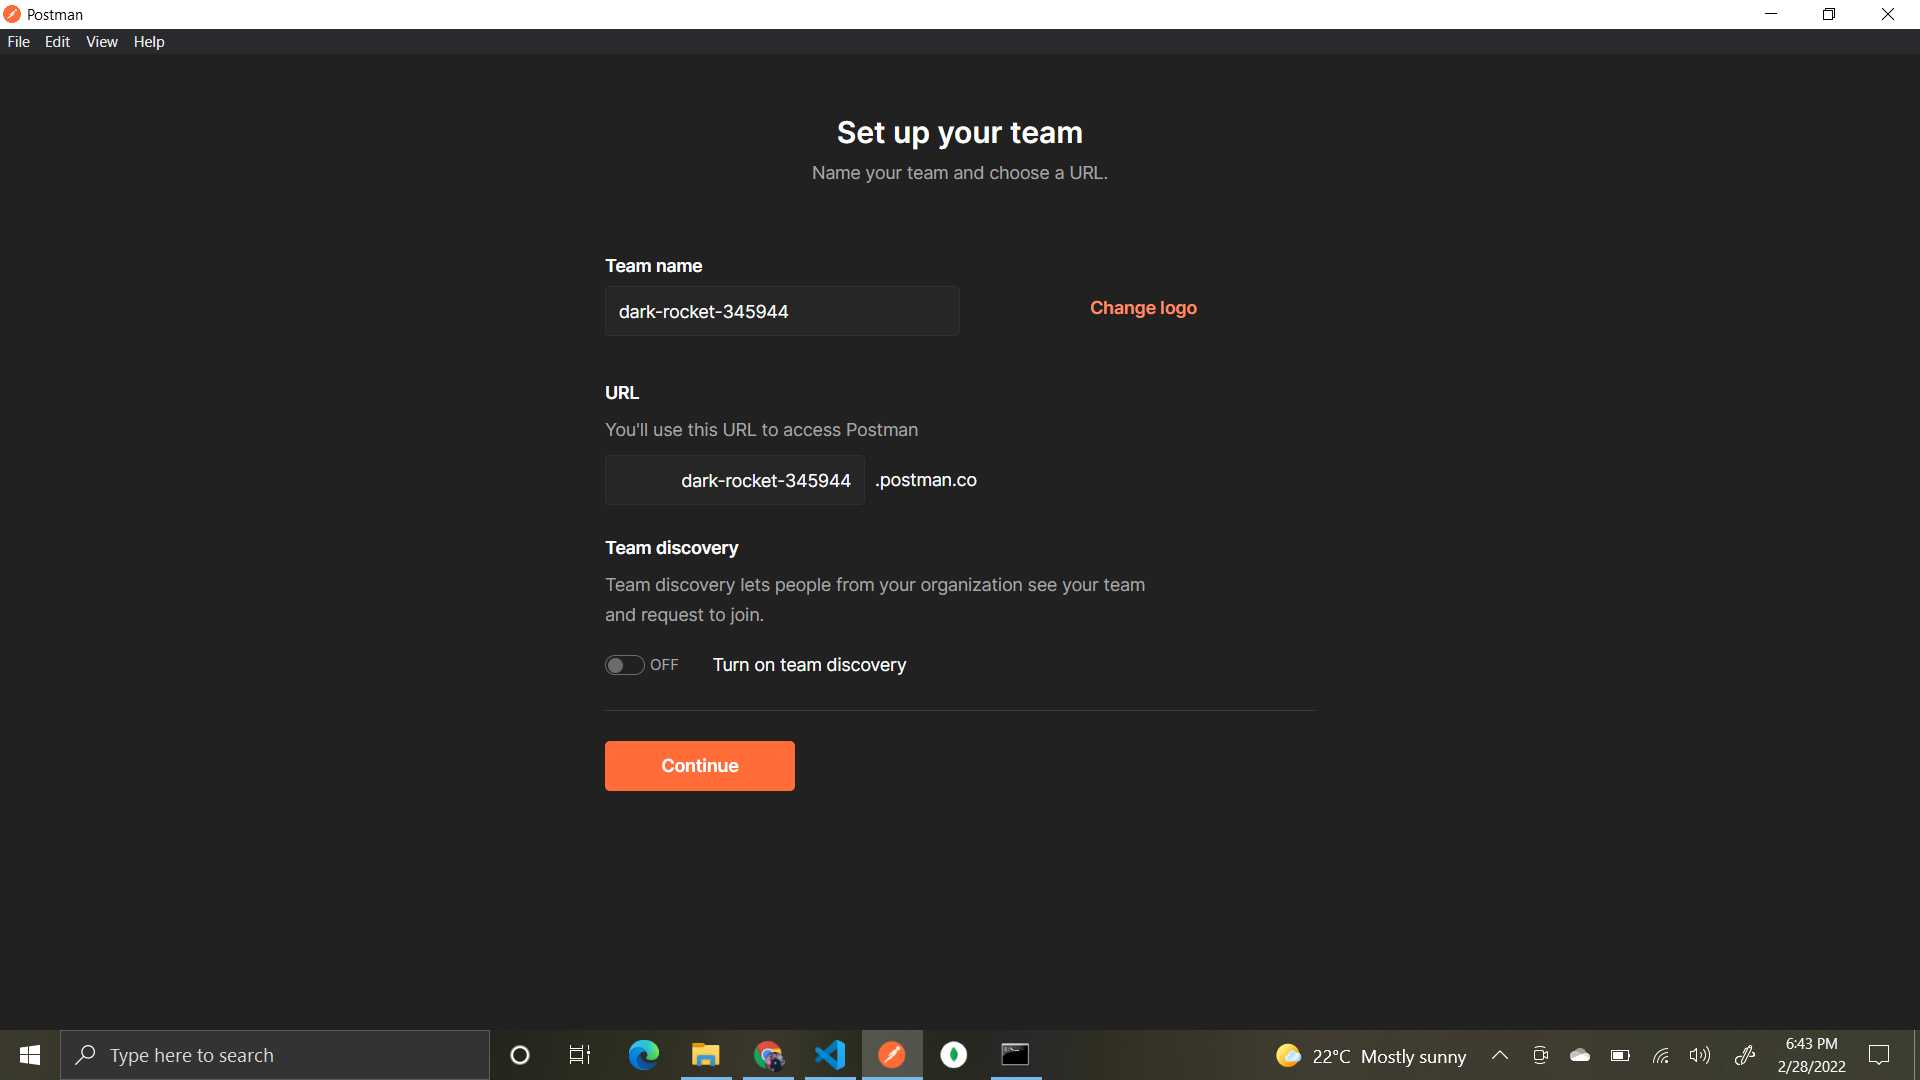 Postman
File Edit View Help
Set up your team
Name your team and choose a URL.
Team name
dark-rocket-345944
Change logo
URL
You'll use this URL to access Postman
dark-rocket-345944 .postman.co
Team discovery
Team discovery lets people from your organization see your team
and request to join.
OFF Turn on team discovery
Continue
Type here to search
22°C Mostly sunny
6:43 PM
2/28/2022